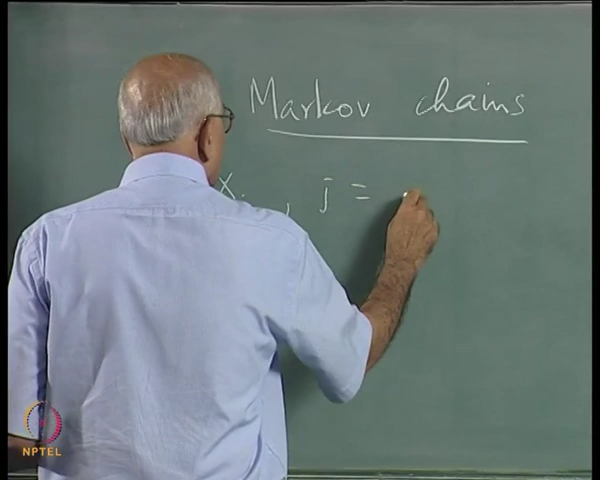 Markov chains
X. , j =
NPTEL